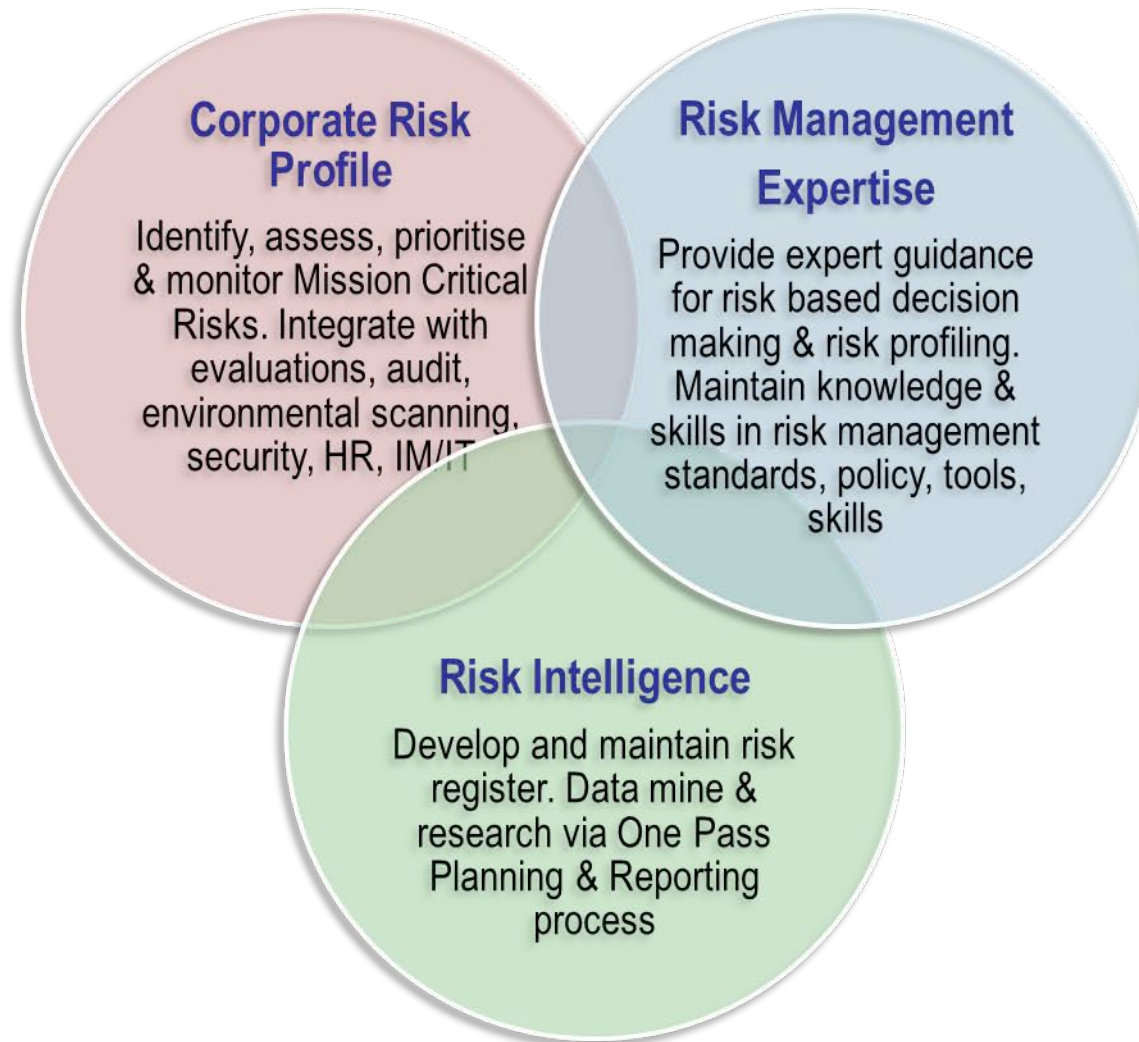 Corporate Risk
Profile
Identify, assess, prioritise
& monitor Mission Critical
Risks. Integrate with
evaluations, audit,
environmental scanning,
security, HR, IM/IT
Risk Management
Expertise
Provide expert guidance
for risk based decision
making & risk profiling.
Maintain knowledge &
skills in risk management
standards, policy, tools,
skills
Risk Intelligence
Develop and maintain risk
register. Data mine &
research via One Pass
Planning & Reporting
process